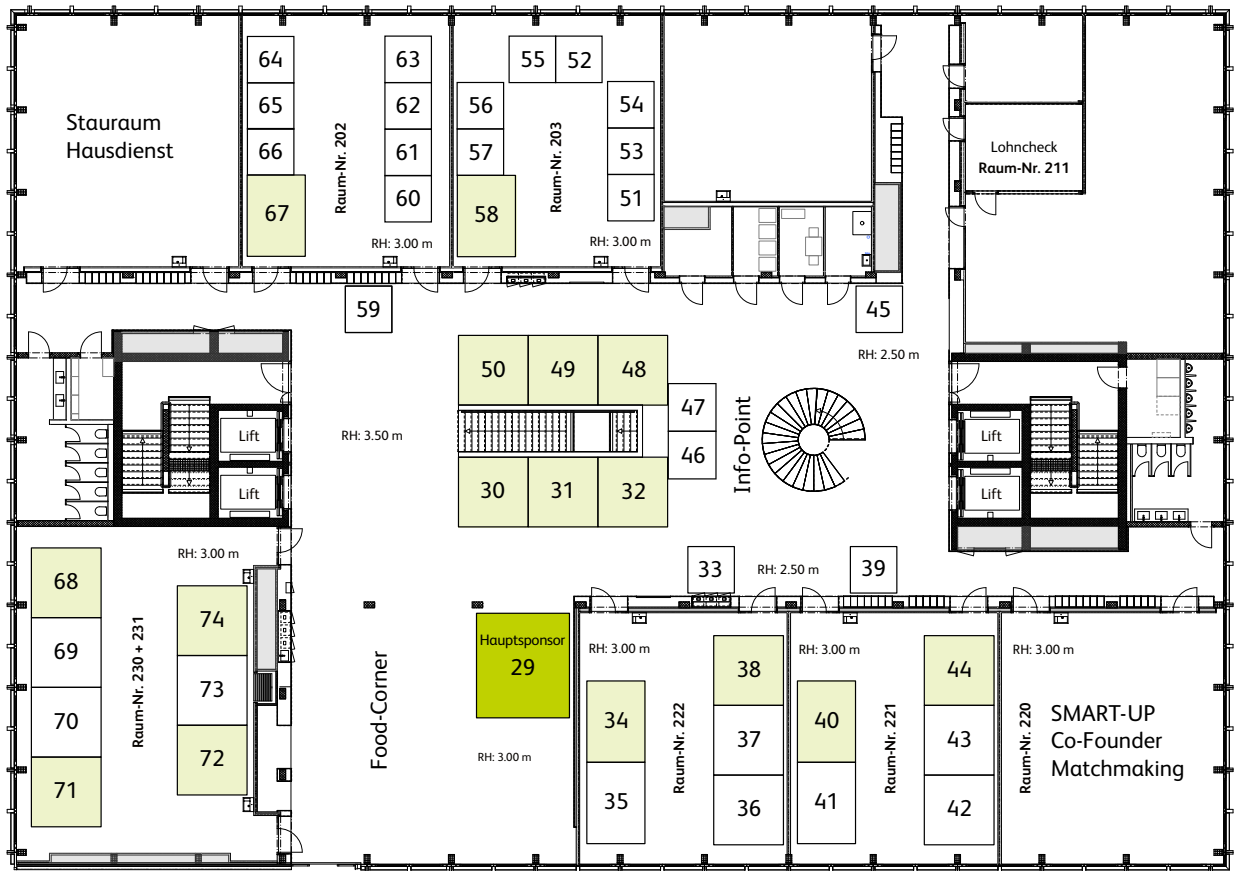 64
63
55
52
65
62
56
54
Stauraum
Hausdienst
66
Raum-Nr. 202
61
57
Raum-Nr. 203
53
Lohncheck
Raum-Nr. 211
67
60
58
51
RH: 3.00 m
RH: 3.00 m
59
45
RH: 2.50 m
50
49
48
47
Lift
RH: 3.50 m
46
Info-Point
Lift
Lift
30
31
32
Lift
RH: 3.00 m
33
RH: 2.50 m
39
68
74
69
73
70
72
71
Raum-Nr. 230 + 231
Food-Corner
Hauptsponsor
29
RH: 3.00 m
RH: 3.00 m
38
34
37
35
36
Raum-Nr. 222
RH: 3.00 m
44
40
43
41
42
Raum-Nr. 221
RH: 3.00 m
Raum-Nr. 220
SMART-UP
Co-Founder
Matchmaking